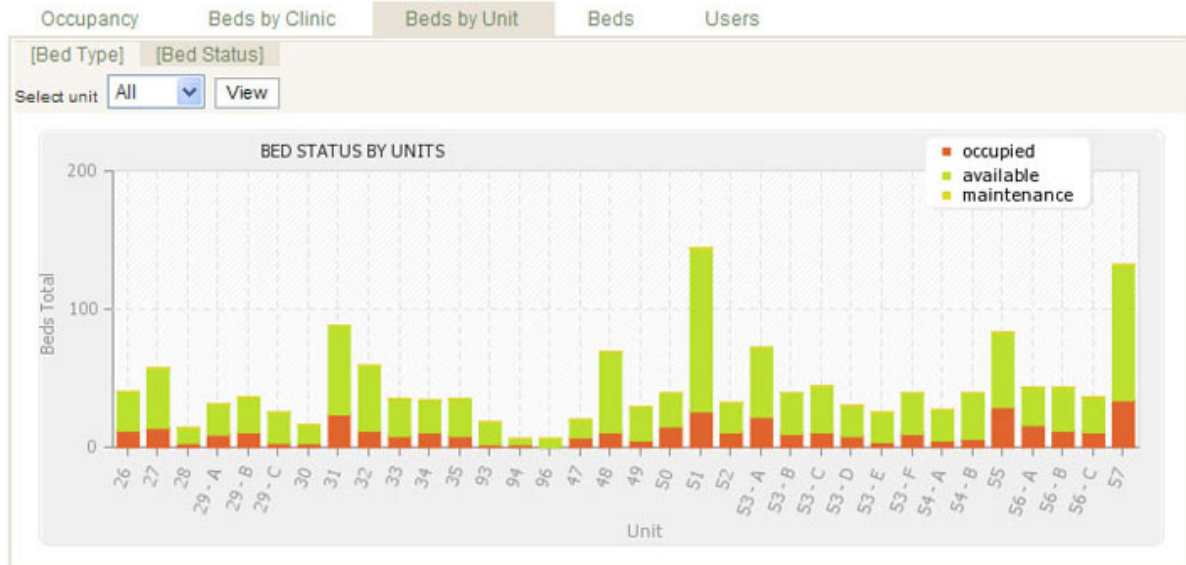 Occupancy Beds by Clinic Beds by Unit Beds Users
[Bed Type] [Bed Status]
Select unit All View
BED STATUS BY UNITS
occupied
available
maintenance
200
100
0
Beds Total
26 27 28 29 - A 29 - B 29 - C 30 31 32 33 34 35 93 94 96 47 48 49 50 51 52 53 - A 53 - B 53 - C 53 - D 53 - E 53 - F 54 - A 54 - B 55 56 - A 56 - B 56 - C 57
Unit